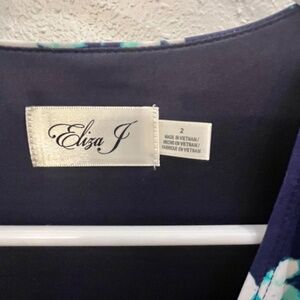 Eliza J
2
MADE IN VIETNAM/
HECHO EN VIETNAM/
FABRIQUÉ EN VIETNAM